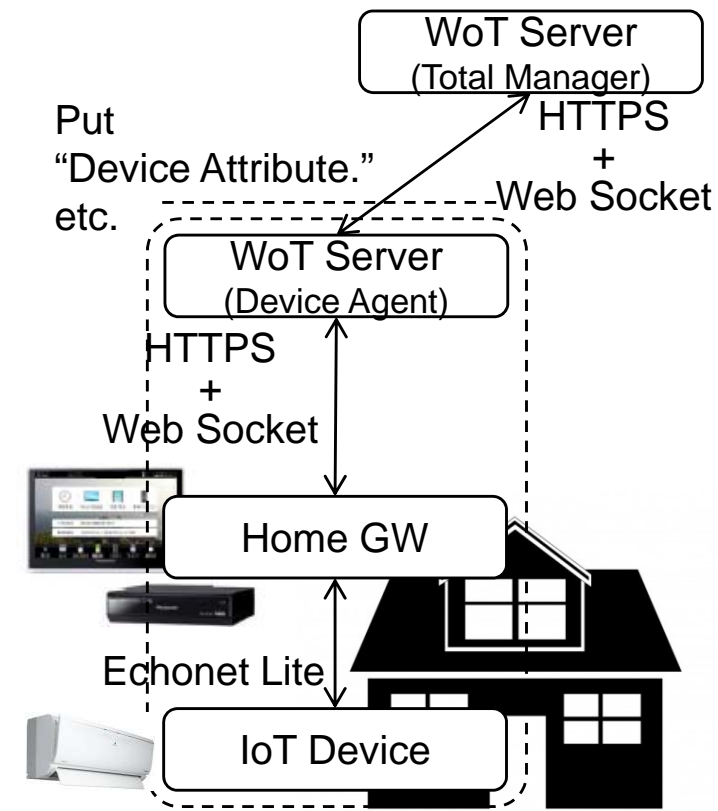 WoT Server
(Total Manager)
HTTPS
+
Web Socket
Put
“Device Attribute.”
etc.
WoT Server
(Device Agent)
HTTPS
+
Web Socket
Home GW
Echonet Lite
IoT Device